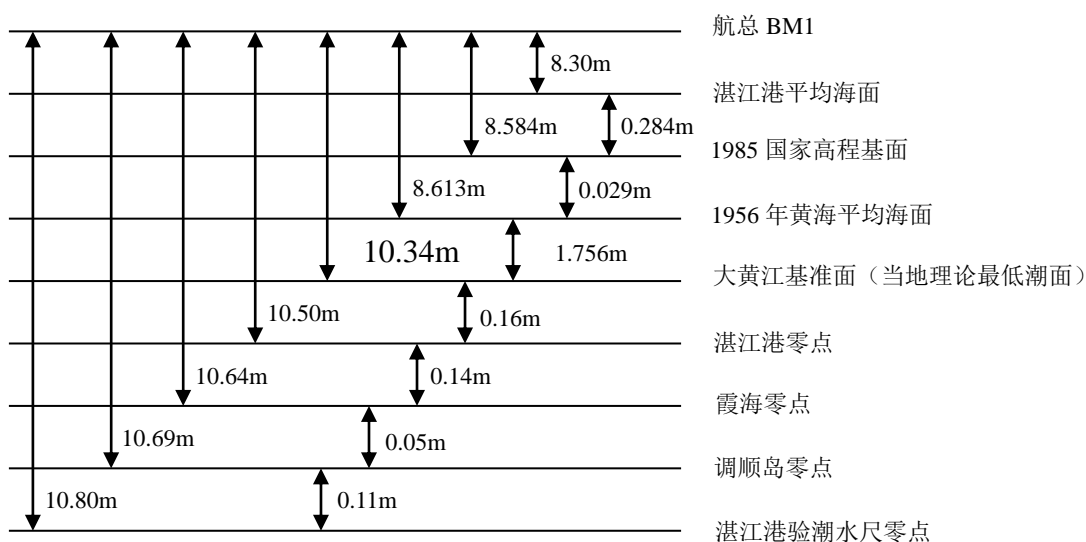 航总 BM1
8.30m
湛江港平均海面
8.584m
0.284m
1985 国家高程基面
8.613m
0.029m
1956 年黄海平均海面
10.34m
1.756m
大黄江基准面（当地理论最低潮面）
10.50m
0.16m
湛江港零点
10.64m
0.14m
霞海零点
10.69m
0.05m
调顺岛零点
10.80m
0.11m
湛江港验潮水尺零点